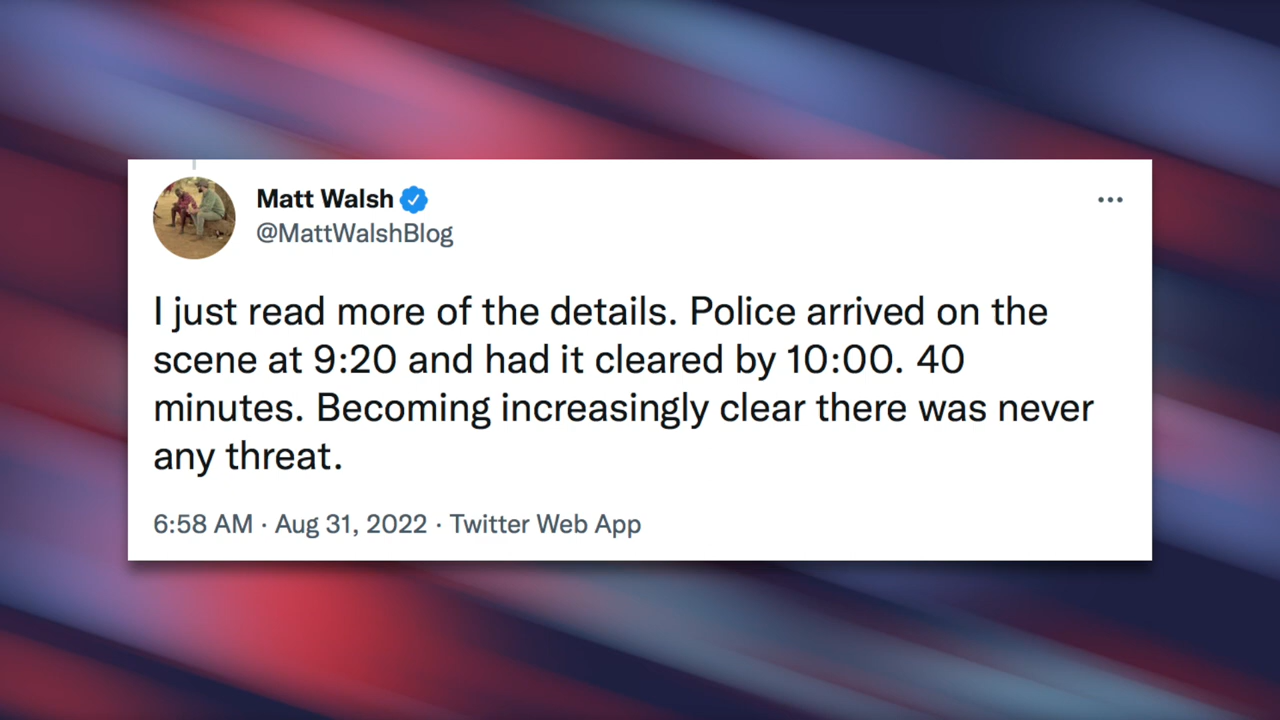 Matt Walsh
@MattWalshBlog
I just read more of the details. Police arrived on the
scene at 9:20 and had it cleared by 10:00. 40
minutes. Becoming increasingly clear there was never
any threat.
6:58 AM · Aug 31, 2022 · Twitter Web App